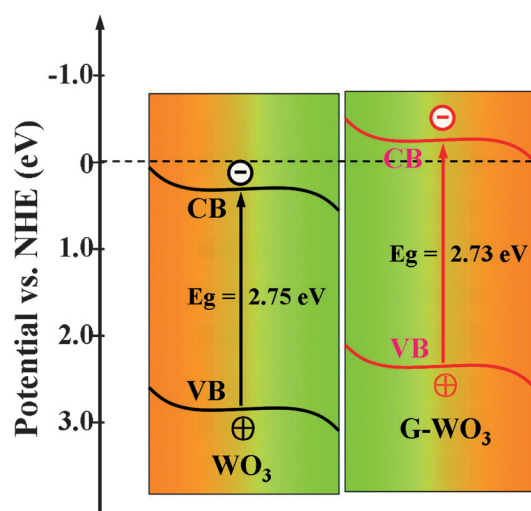 Potential vs. NHE (eV)
-1.0
0
1.0
2.0
3.0
CB
Eg = 2.75 eV
VB
WO₃
CB
Eg = 2.73 eV
VB
G-WO₃